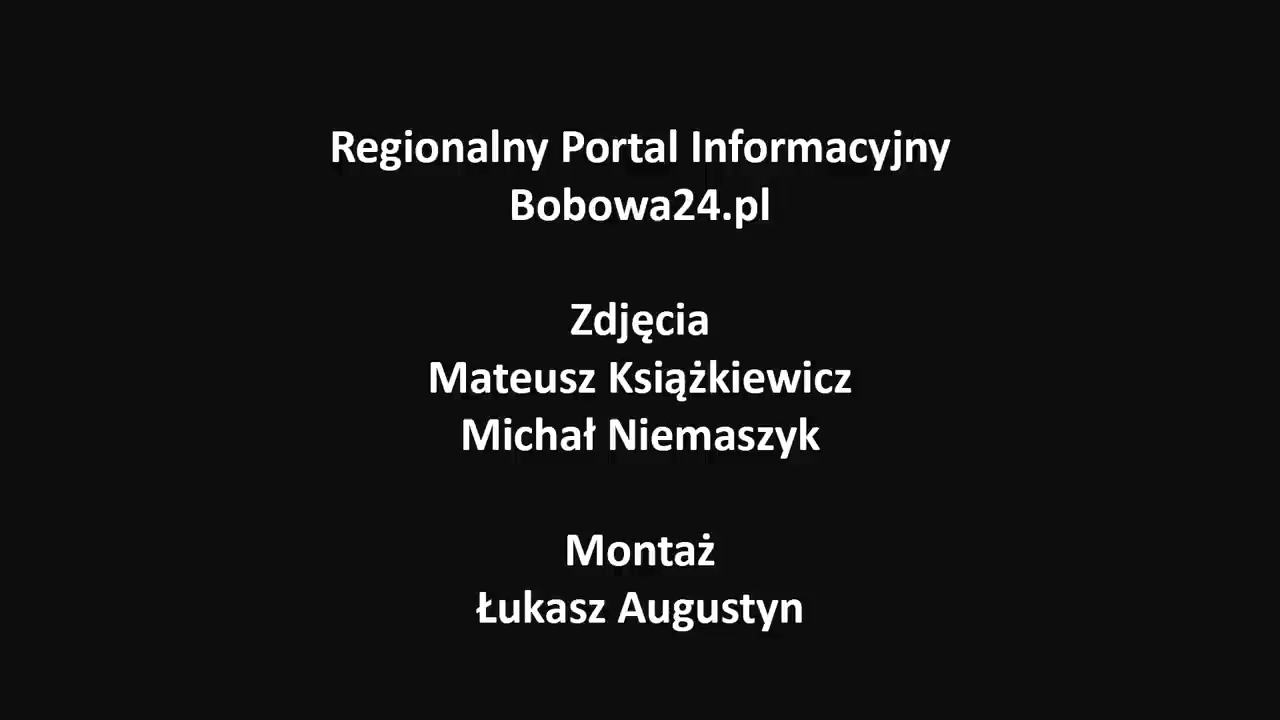 Regionalny Portal Informacyjny
Bobowa24.pl
Zdjęcia
Mateusz Książkiewicz
Michał Niemaszyk
Montaż
Łukasz Augustyn